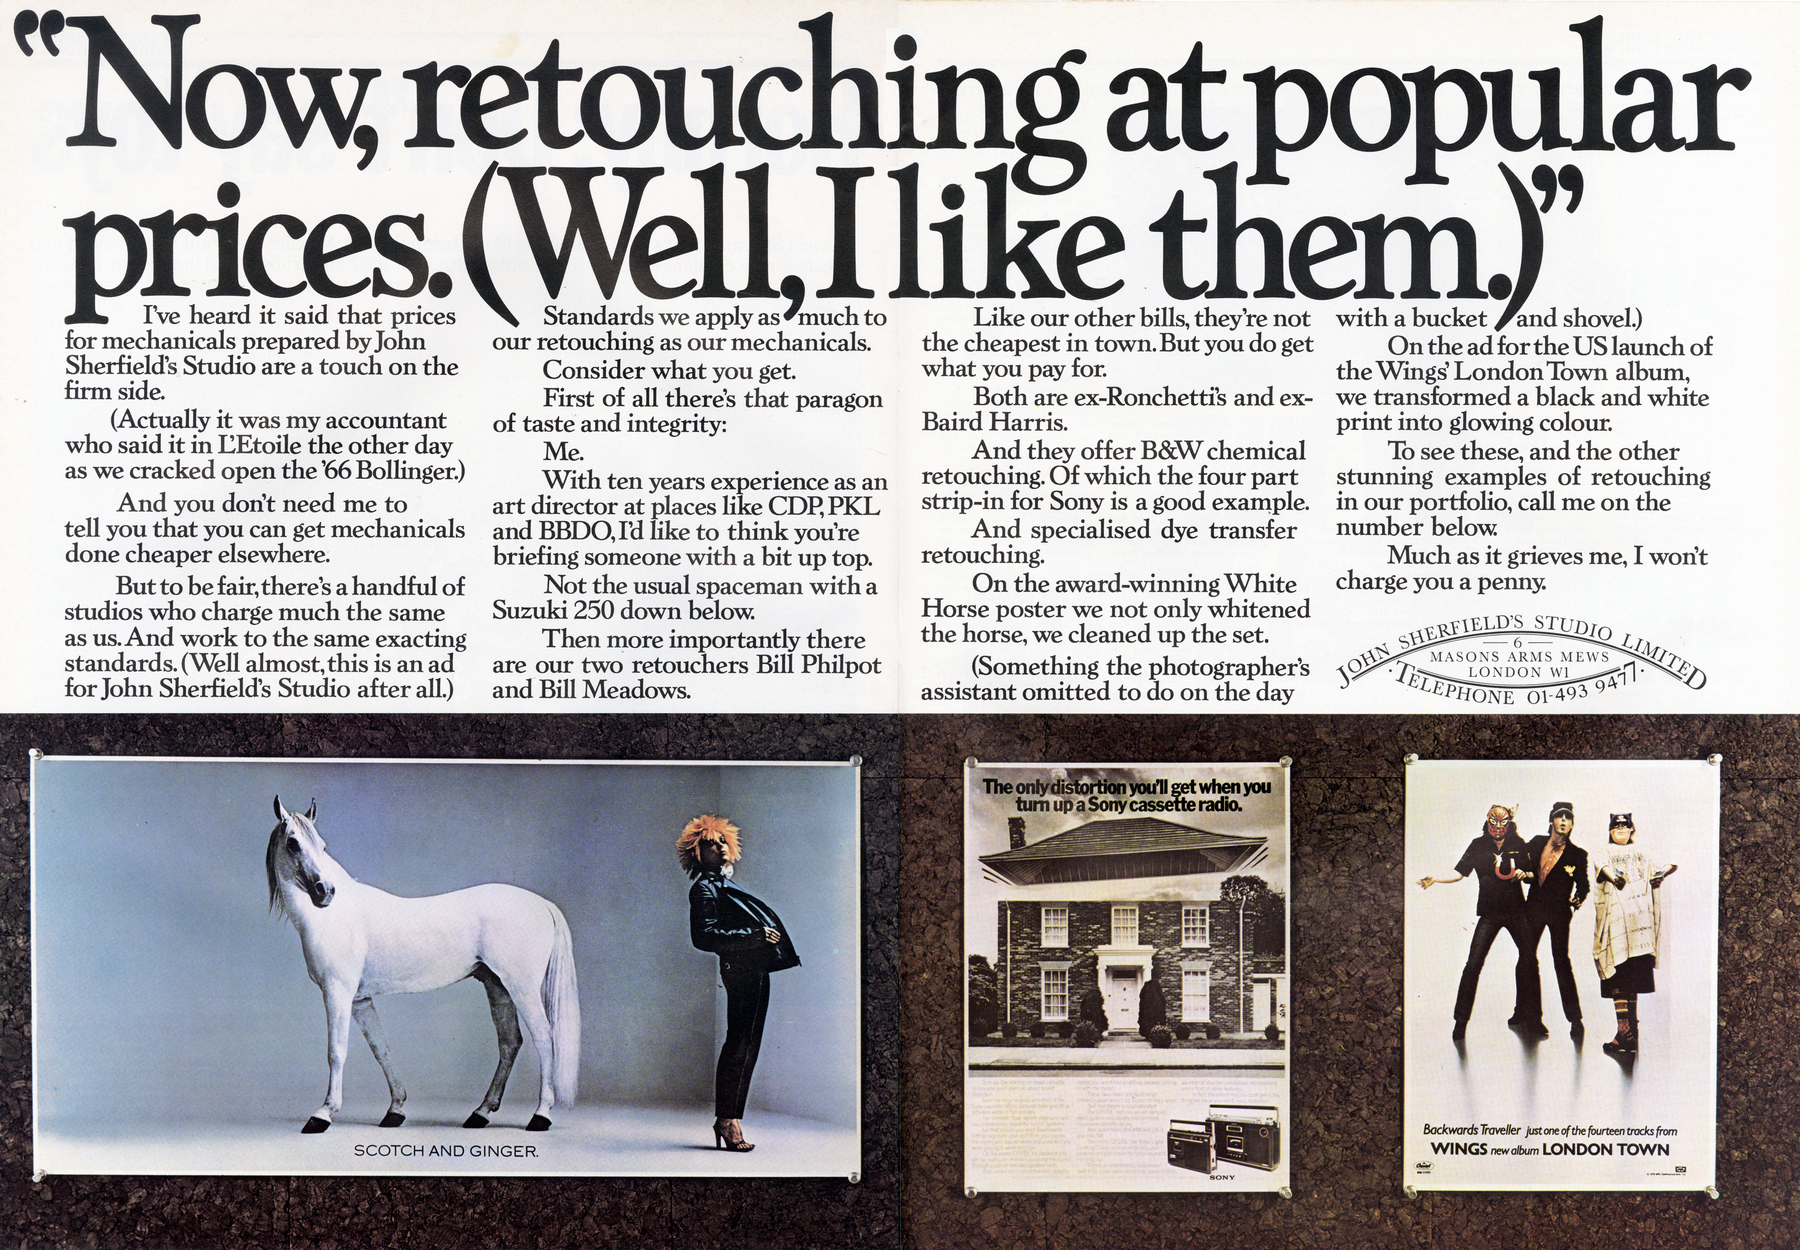 “Now, retouching at popular
prices. (Well, I like them.)”
I've heard it said that prices
for mechanicals prepared by John
Sherfield's Studio are a touch on the
firm side.
(Actually it was my accountant
who said it in L'Etoile the other day
as we cracked open the '66 Bollinger.)
And you don't need me to
tell you that you can get mechanicals
done cheaper elsewhere.
But to be fair, there's a handful of
studios who charge much the same
as us. And work to the same exacting
standards. (Well almost, this is an ad
for John Sherfield's Studio after all.)
Standards we apply as much to
our retouching as our mechanicals.
Consider what you get.
First of all there's that paragon
of taste and integrity:
Me.
With ten years experience as an
art director at places like CDP, PKL
and BBDO, I'd like to think you're
briefing someone with a bit up top.
Not the usual spaceman with a
Suzuki 250 down below.
Then more importantly there
are our two retouchers Bill Philpot
and Bill Meadows.
Like our other bills, they're not
the cheapest in town. But you do get
what you pay for.
Both are ex-Ronchetti's and ex-
Baird Harris.
And they offer B&W chemical
retouching. Of which the four part
strip-in for Sony is a good example.
And specialised dye transfer
retouching.
On the award-winning White
Horse poster we not only whitened
the horse, we cleaned up the set.
(Something the photographer's
assistant omitted to do on the day
with a bucket and shovel.)
On the ad for the US launch of
the Wings' London Town album,
we transformed a black and white
print into glowing colour.
To see these, and the other
stunning examples of retouching
in our portfolio, call me on the
number below.
Much as it grieves me, I won't
charge you a penny.
JOHN SHERFIELD'S STUDIO LIMITED
6
MASONS ARMS MEWS
LONDON W1
· TELEPHONE 01-493 9477 ·
SCOTCH AND GINGER.
The only distortion you'll get when you
turn up a Sony cassette radio.
SONY
Backwards Traveller just one of the fourteen tracks from
WINGS new album LONDON TOWN
Capitol